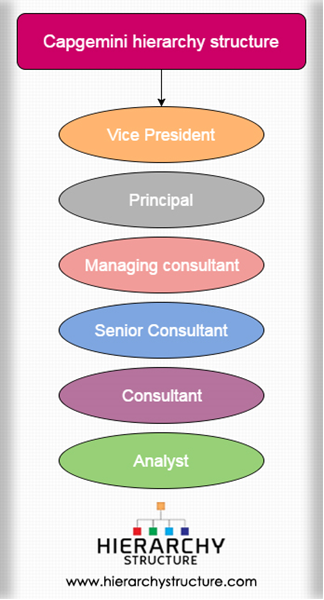 Capgemini hierarchy structure
Vice President
Principal
Managing consultant
Senior Consultant
Consultant
Analyst
HIERARCHY
STRUCTURE
www.hierarchystructure.com